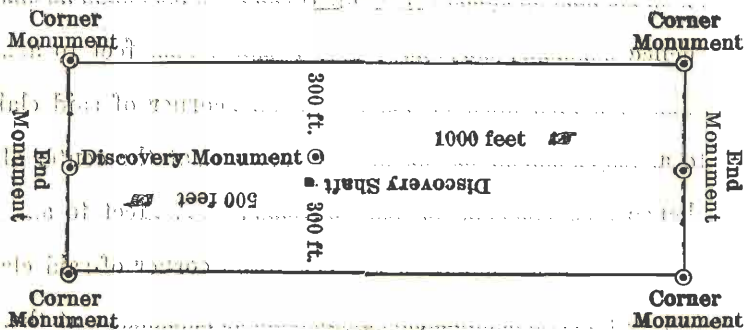 Corner
Monument
Corner
Monument
300 ft.
1000 feet
End
Monument
Discovery Monument
End
Monument
Discovery Shaft
500 feet
300 ft.
Corner
Monument
Corner
Monument